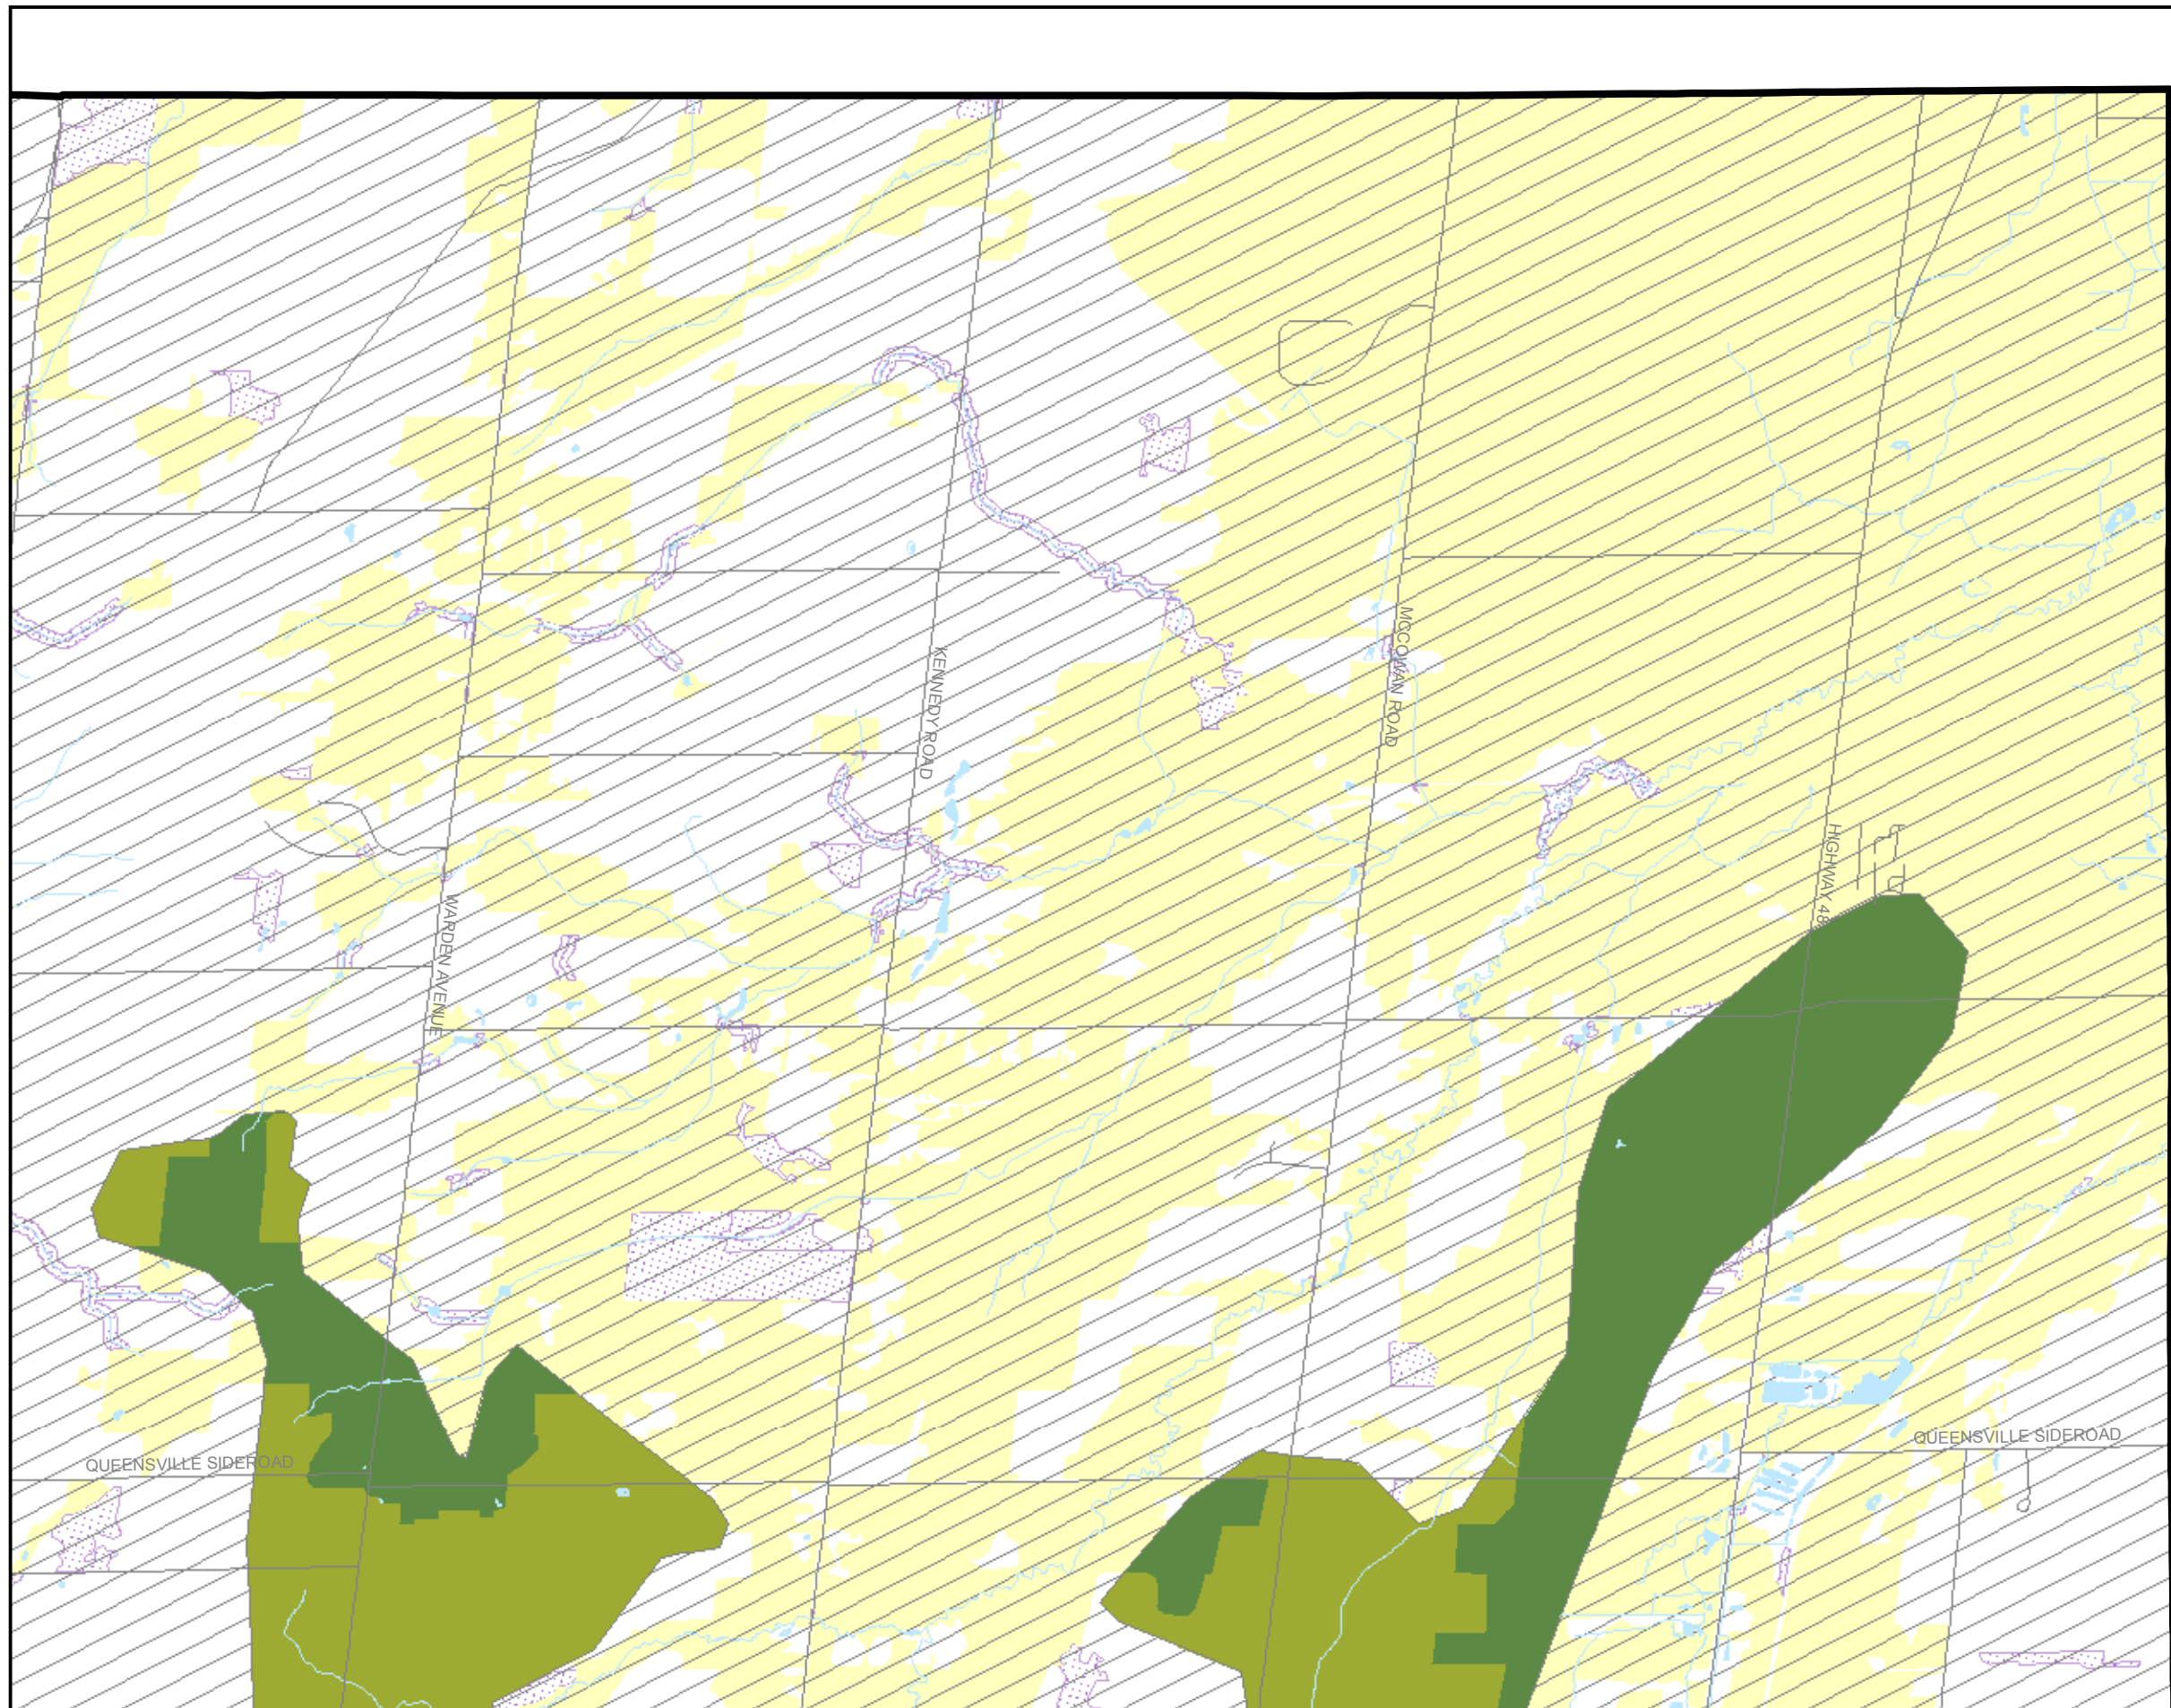 MCCOWAN ROAD
KENNEDY ROAD
HIGHWAY 48
WARDEN AVENUE
QUEENSVILLE SIDEROAD
QUEENSVILLE SIDEROAD